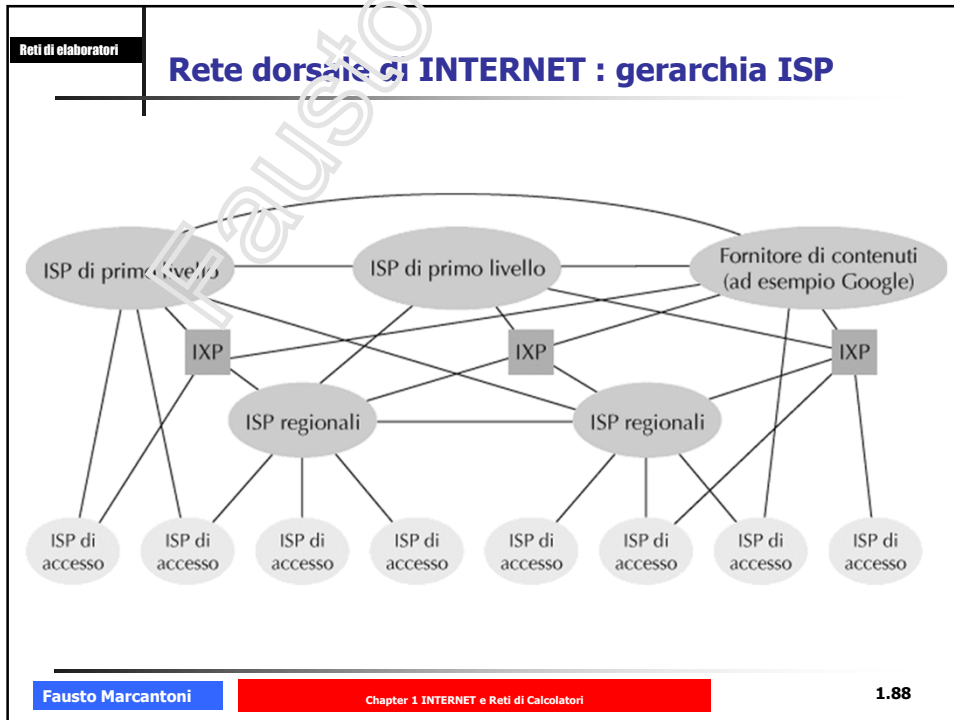 Reti di elaboratori
Rete dorsale di INTERNET : gerarchia ISP
Fausto
ISP di primo livello
ISP di primo livello
Fornitore di contenuti
(ad esempio Google)
IXP
IXP
IXP
ISP regionali
ISP regionali
ISP di
accesso
ISP di
accesso
ISP di
accesso
ISP di
accesso
ISP di
accesso
ISP di
accesso
ISP di
accesso
ISP di
accesso
Fausto Marcantoni
Chapter 1 INTERNET e Reti di Calcolatori
1.88